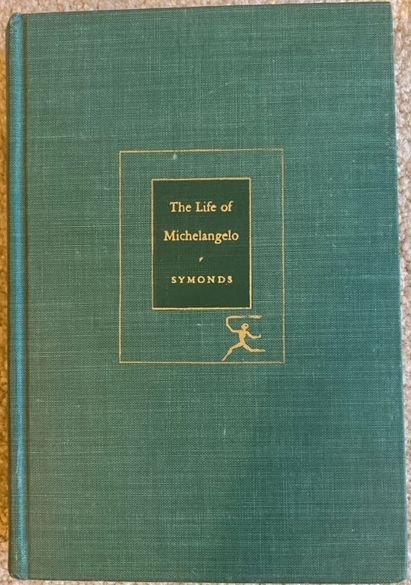 The Life of
Michelangelo
SYMONDS